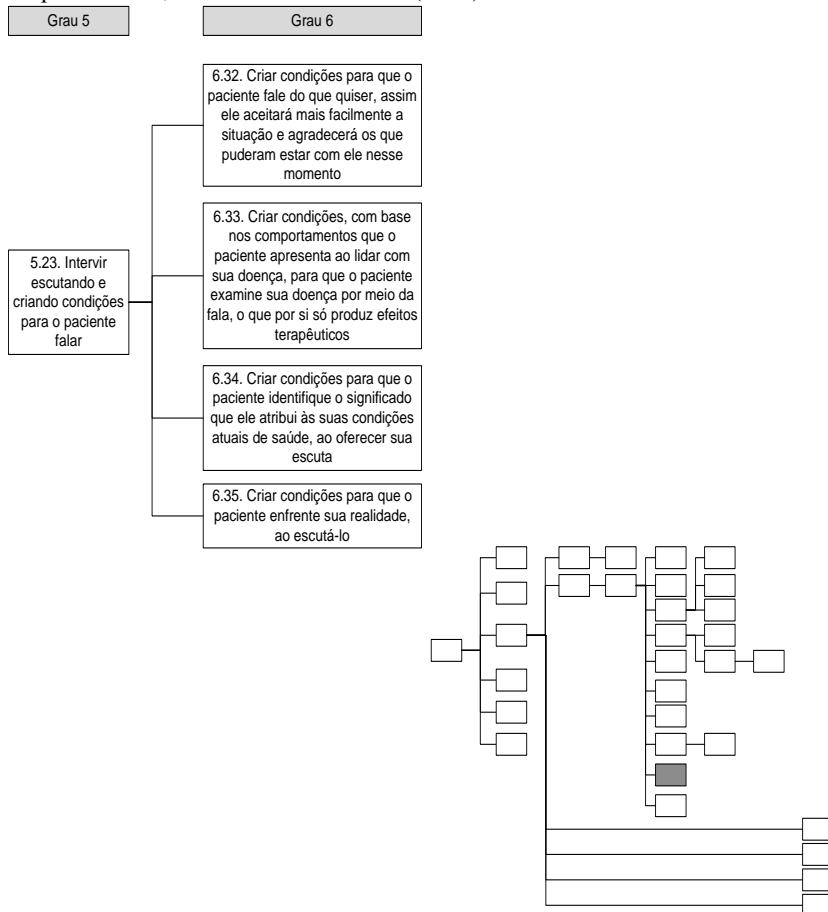 Grau 5
Grau 6
6.32. Criar condições para que o
paciente fale do que quiser, assim
ele aceitará mais facilmente a
situação e agradecerá os que
puderam estar com ele nesse
momento
6.33. Criar condições, com base
nos comportamentos que o
paciente apresenta ao lidar com
sua doença, para que o paciente
examine sua doença por meio da
fala, o que por si só produz efeitos
terapêuticos
5.23. Intervir
escutando e
criando condições
para o paciente
falar
6.34. Criar condições para que o
paciente identifique o significado
que ele atribui às suas condições
atuais de saúde, ao oferecer sua
escuta
6.35. Criar condições para que o
paciente enfrente sua realidade,
ao escutá-lo